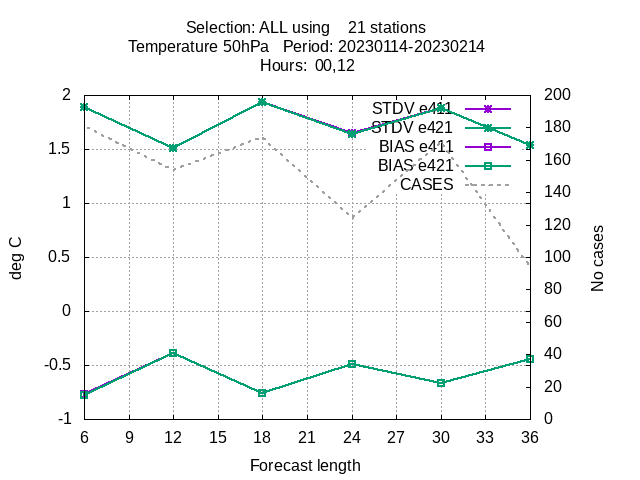 Selection: ALL using 21 stations
Temperature 50hPa Period: 20230114-20230214
Hours: 00,12
2
1.5
1
0.5
0
-0.5
-1
deg C
STDV e411
STDV e421
BIAS e411
BIAS e421
CASES
200
180
160
140
120
100
80
60
40
20
0
No cases
6 9 12 15 18 21 24 27 30 33 36
Forecast length